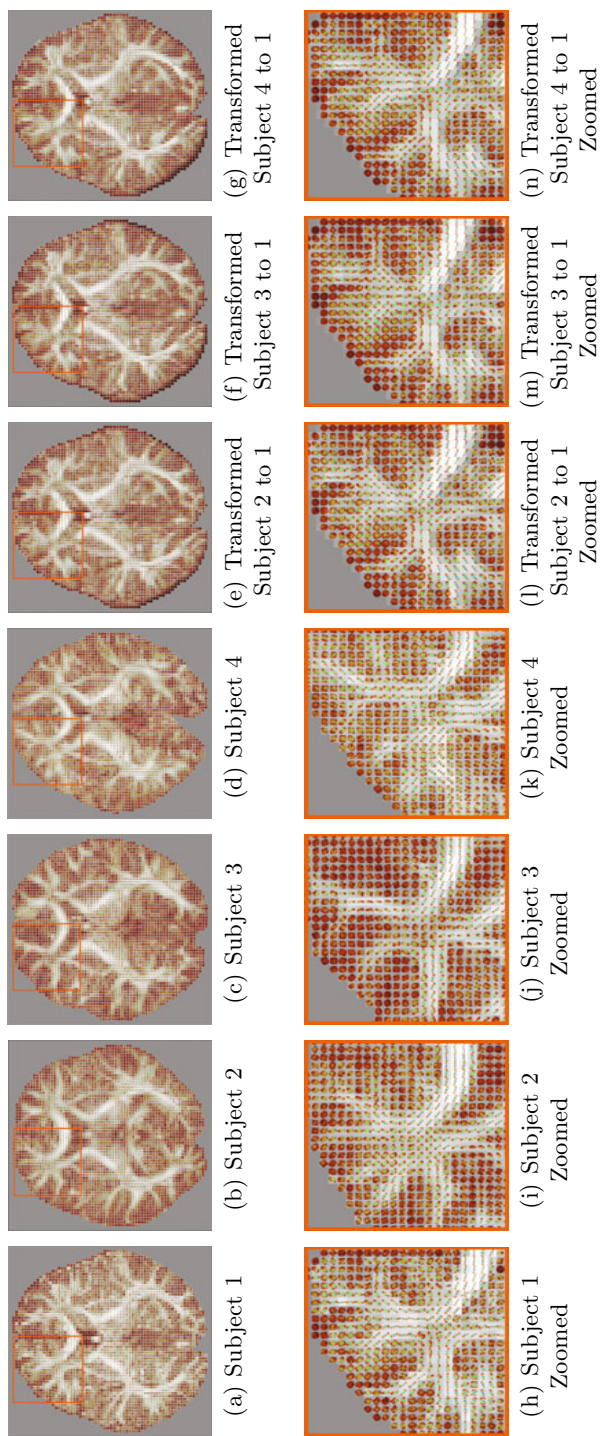 (a) Subject 1
(b) Subject 2
(c) Subject 3
(d) Subject 4
(e) Transformed
Subject 2 to 1
(f) Transformed
Subject 3 to 1
(g) Transformed
Subject 4 to 1
(h) Subject 1
Zoomed
(i) Subject 2
Zoomed
(j) Subject 3
Zoomed
(k) Subject 4
Zoomed
(l) Transformed
Subject 2 to 1
Zoomed
(m) Transformed
Subject 3 to 1
Zoomed
(n) Transformed
Subject 4 to 1
Zoomed